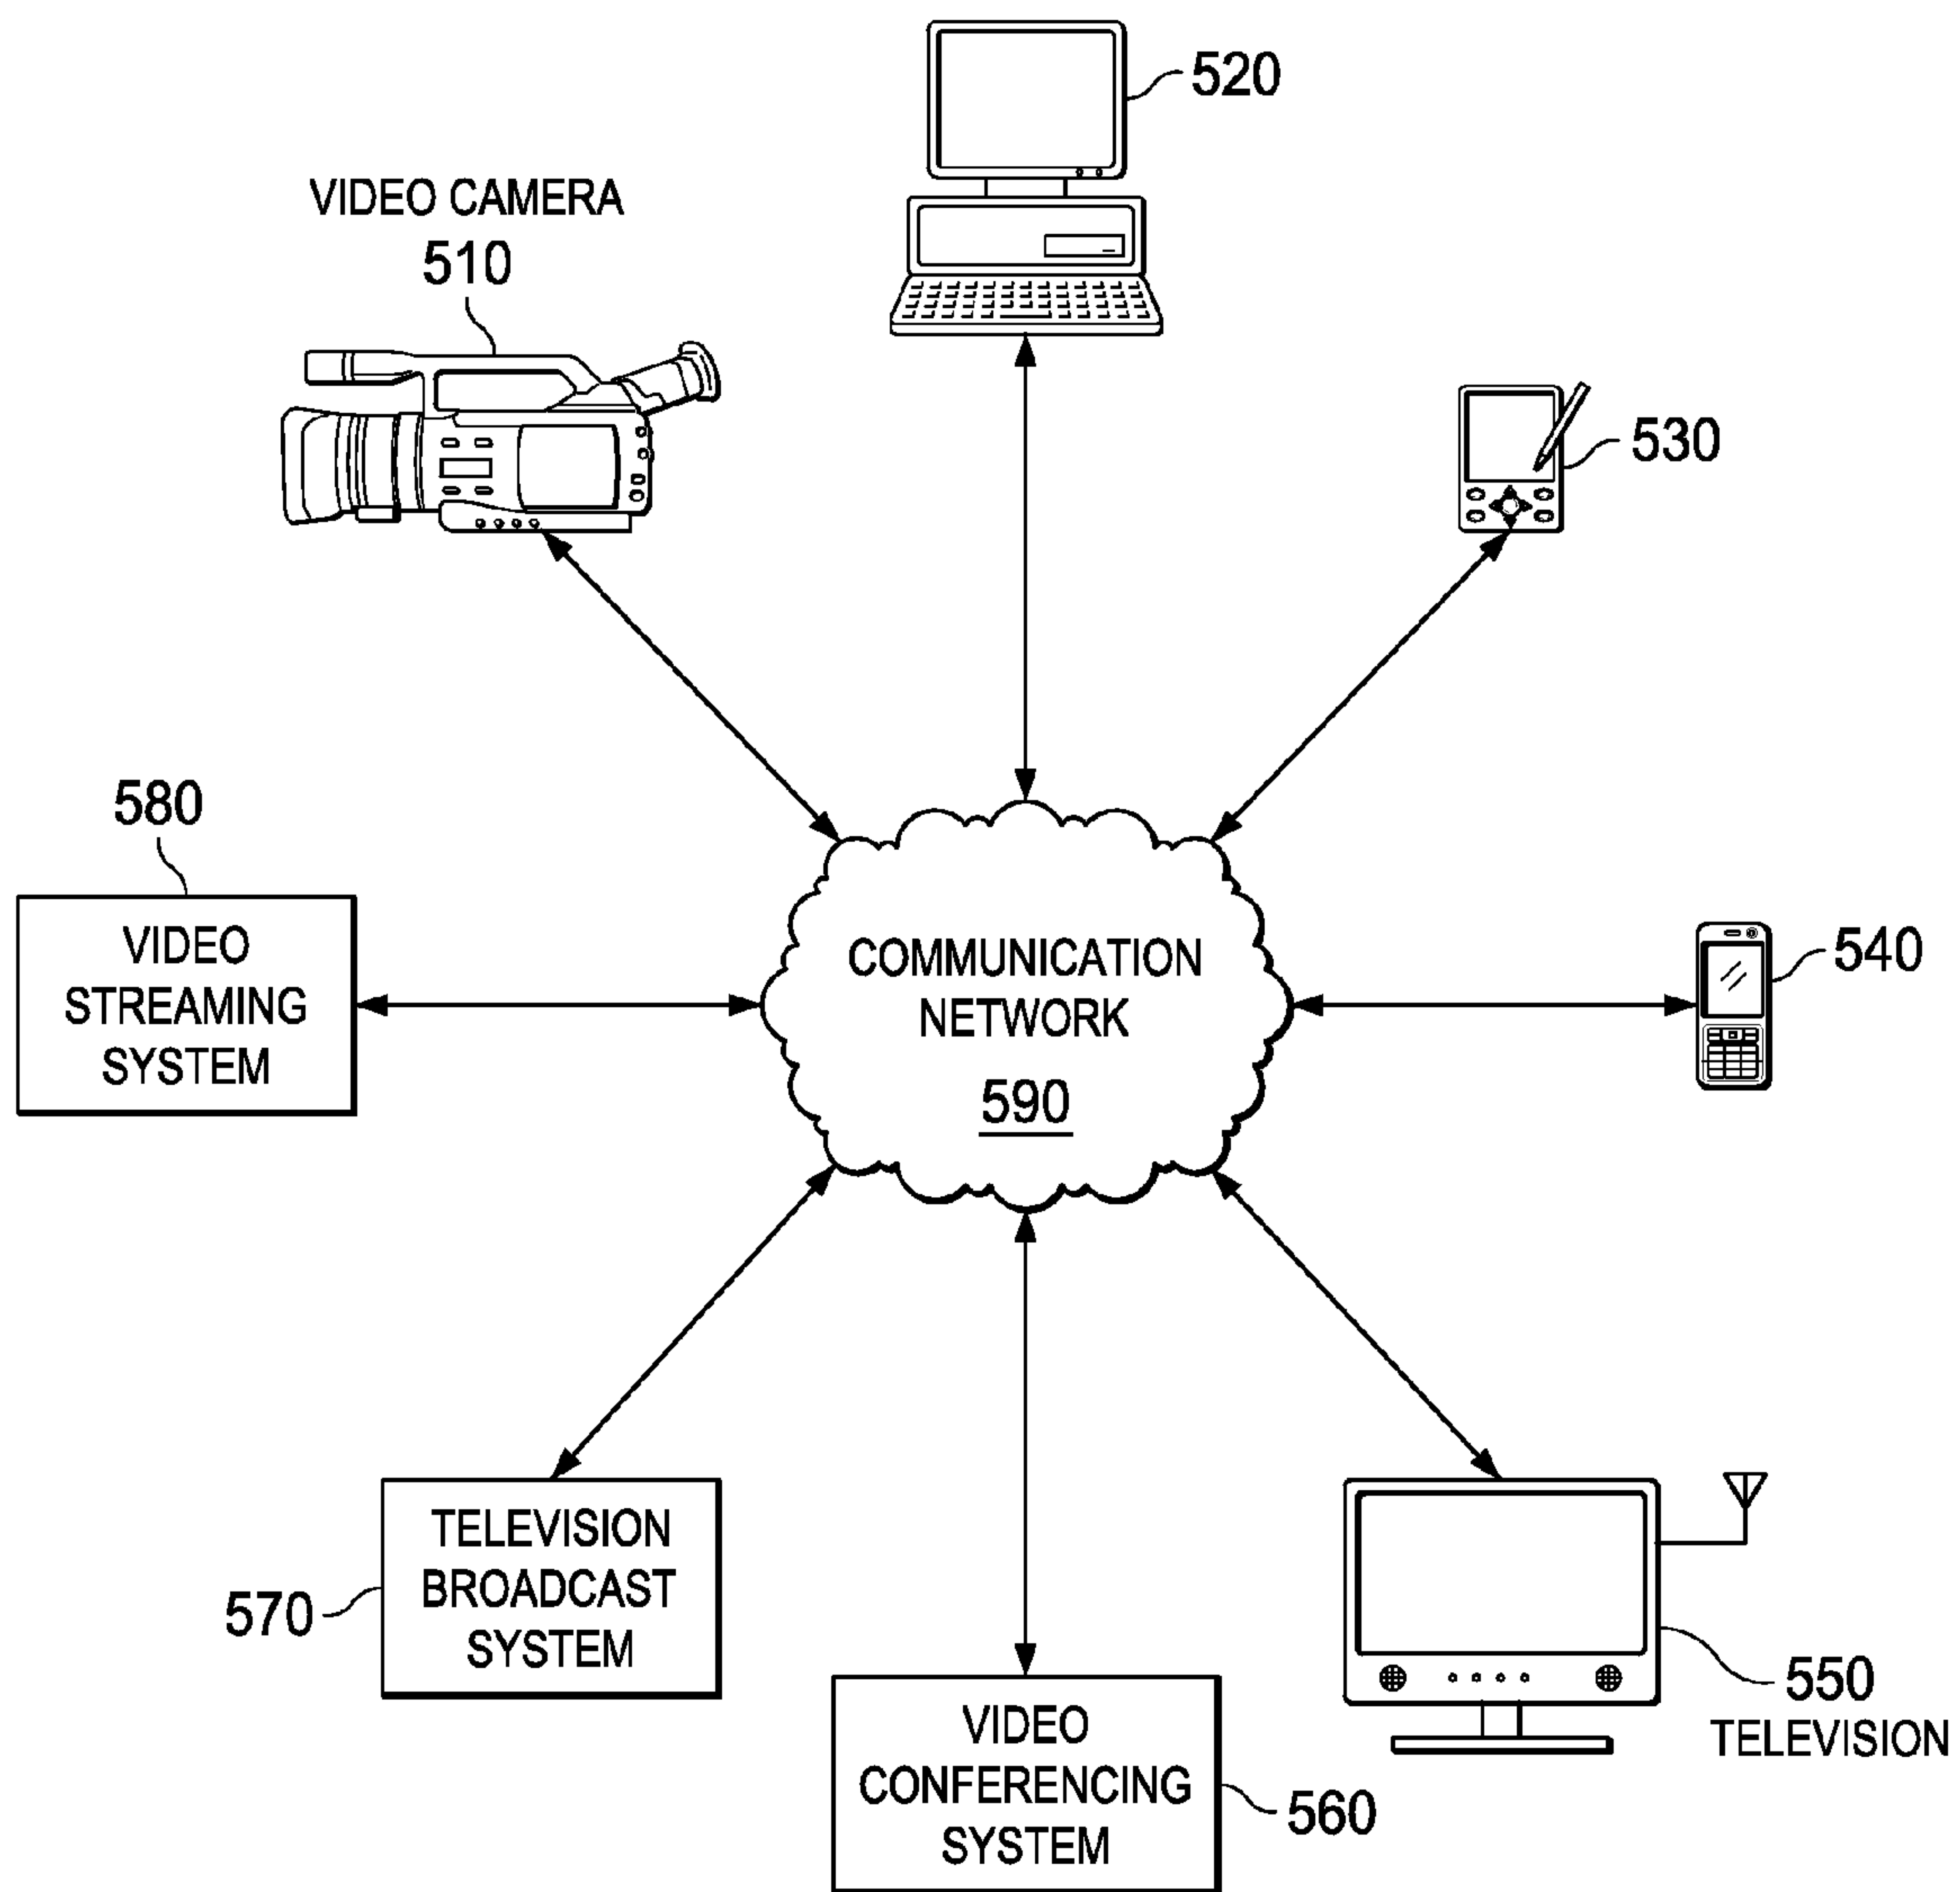 520
VIDEO CAMERA
510
530
580
VIDEO
STREAMING
SYSTEM
COMMUNICATION
NETWORK
590
540
TELEVISION
BROADCAST
SYSTEM
570
550
TELEVISION
VIDEO
CONFERENCING
SYSTEM
560